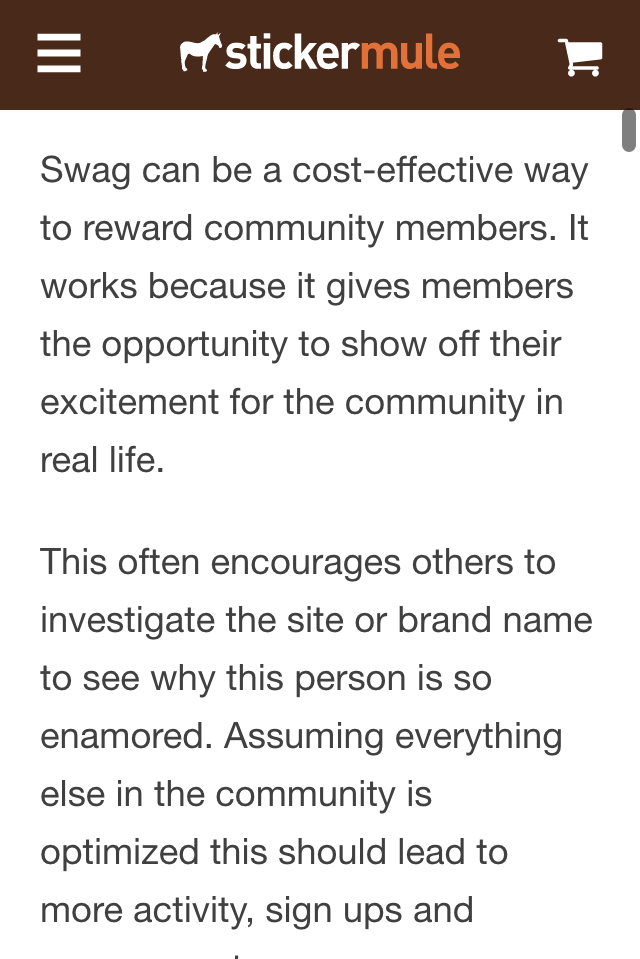 stickermule
Swag can be a cost-effective way
to reward community members. It
works because it gives members
the opportunity to show off their
excitement for the community in
real life.
This often encourages others to
investigate the site or brand name
to see why this person is so
enamored. Assuming everything
else in the community is
optimized this should lead to
more activity, sign ups and